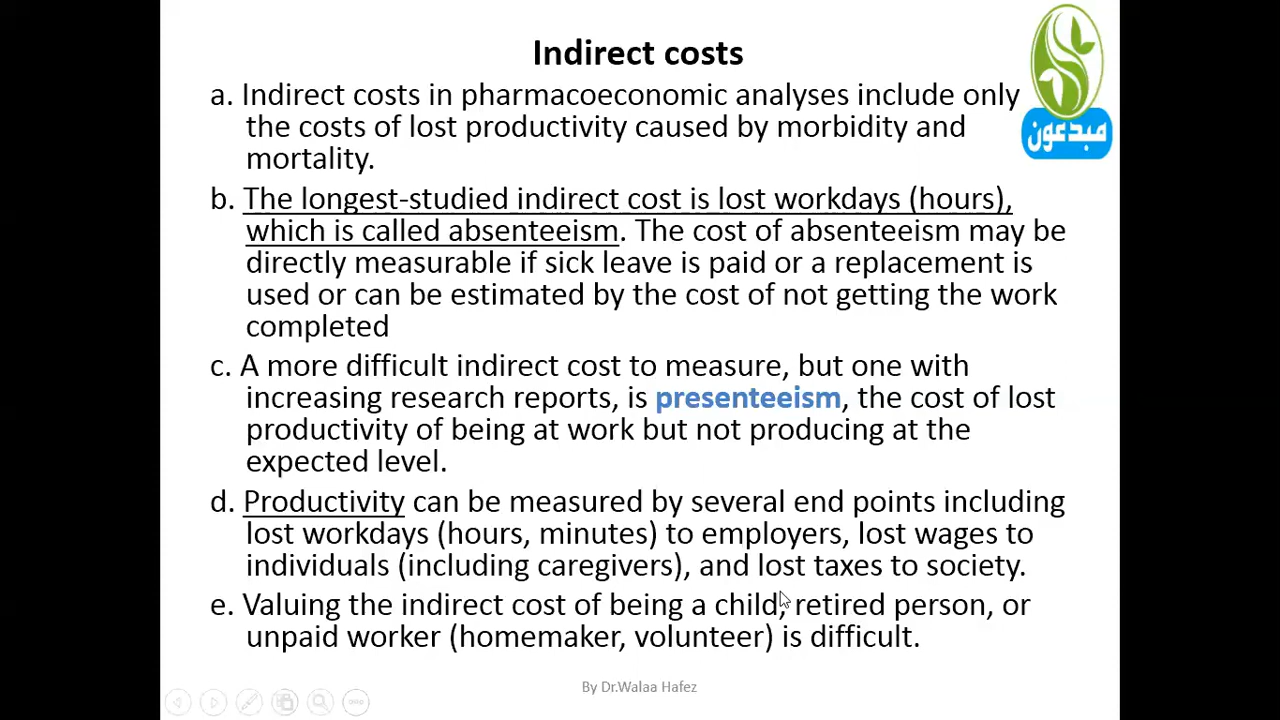 Indirect costs
مبدعون
a. Indirect costs in pharmacoeconomic analyses include only
the costs of lost productivity caused by morbidity and
mortality.
b. The longest-studied indirect cost is lost workdays (hours),
which is called absenteeism. The cost of absenteeism may be
directly measurable if sick leave is paid or a replacement is
used or can be estimated by the cost of not getting the work
completed
c. A more difficult indirect cost to measure, but one with
increasing research reports, is presenteeism, the cost of lost
productivity of being at work but not producing at the
expected level.
d. Productivity can be measured by several end points including
lost workdays (hours, minutes) to employers, lost wages to
individuals (including caregivers), and lost taxes to society.
e. Valuing the indirect cost of being a child, retired person, or
unpaid worker (homemaker, volunteer) is difficult.
By Dr.Walaa Hafez